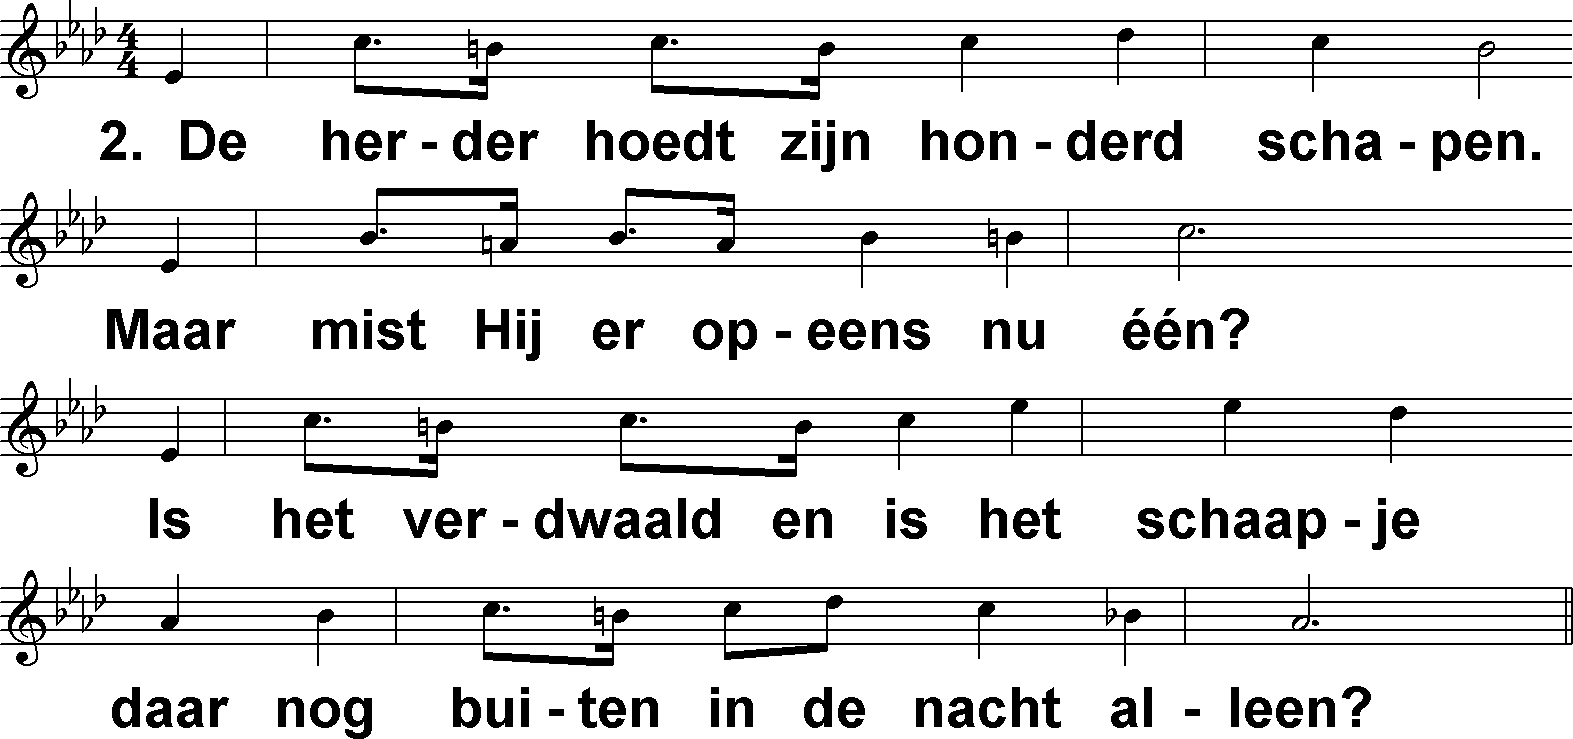 2. De her - der hoedt zijn hon - derd scha - pen.
Maar mist Hij er op - eens nu één?
Is het ver - dwaald en is het schaap - je
daar nog bui - ten in de nacht al - leen?